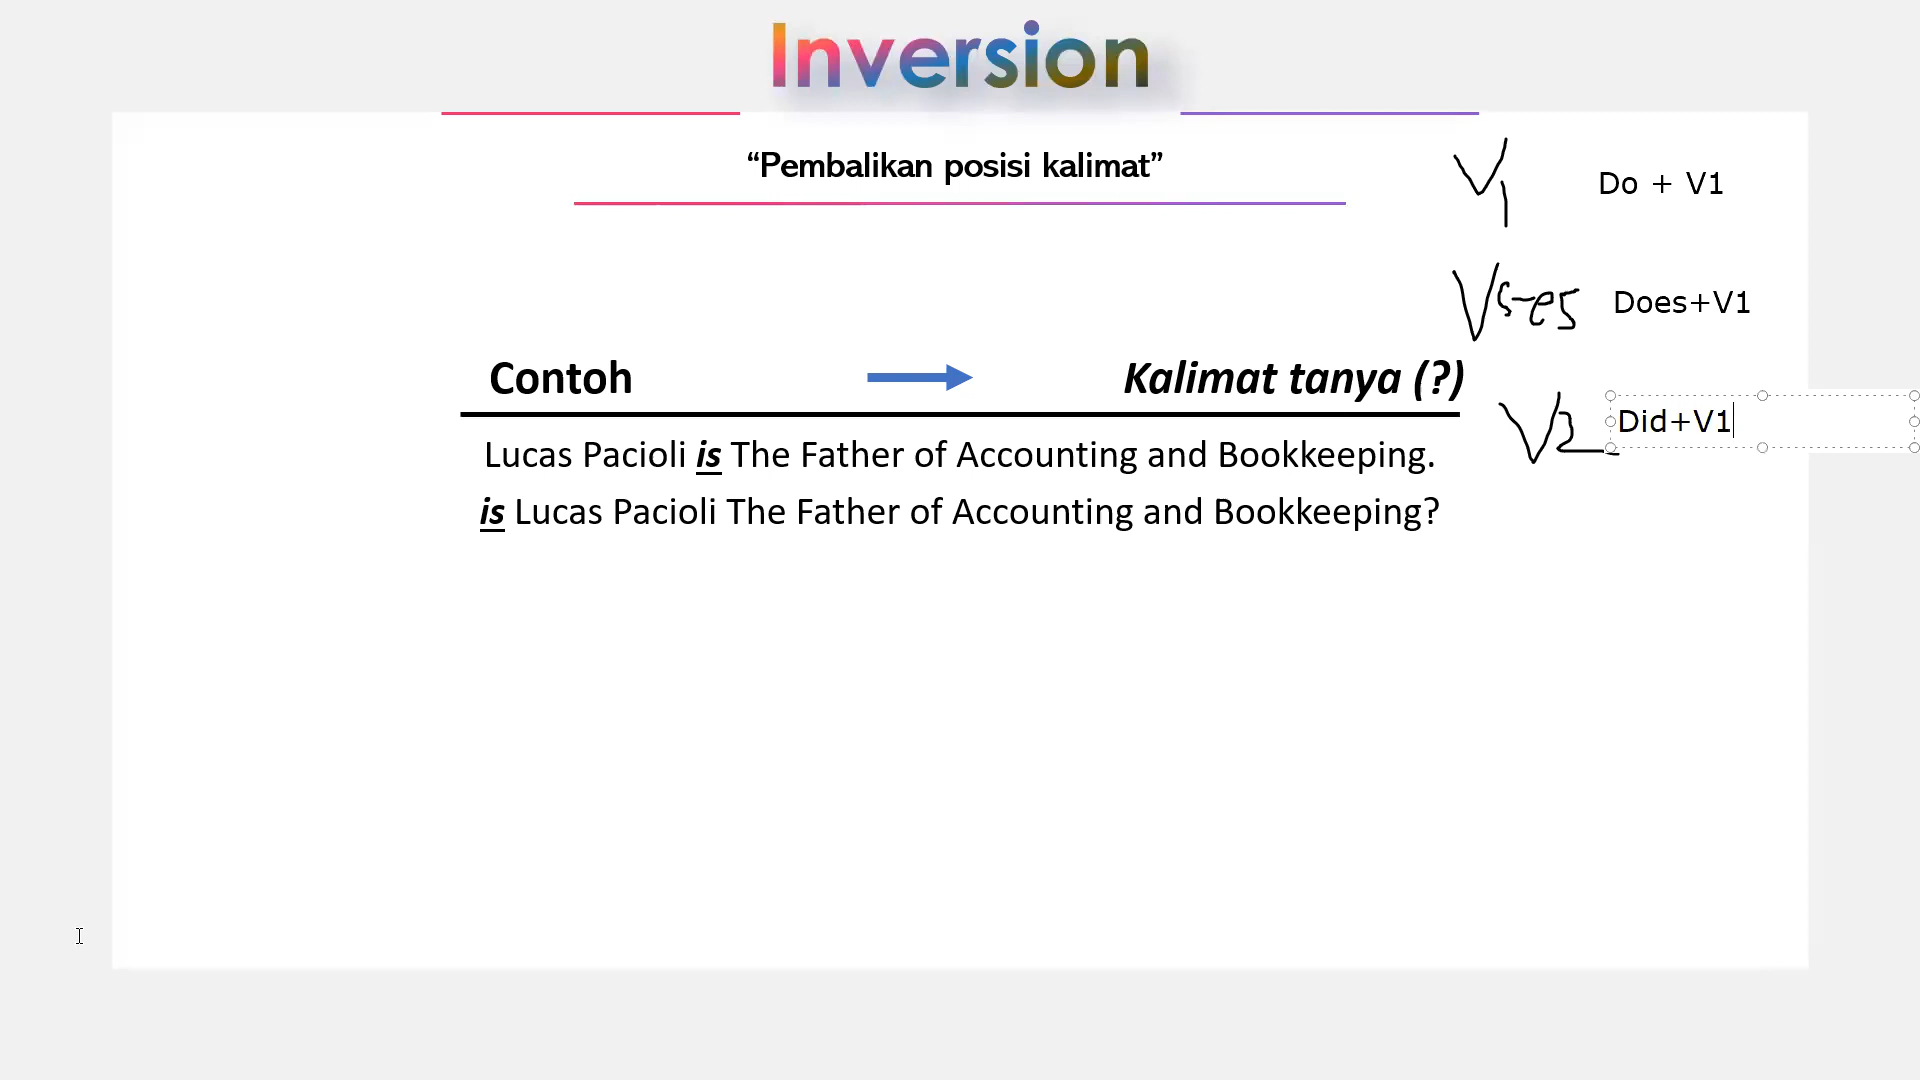 Inversion
“Pembalikan posisi kalimat”
V1 Do + V1
Vs-es Does+V1
Contoh Kalimat tanya (?)
V2 Did+V1
Lucas Pacioli is The Father of Accounting and Bookkeeping.
is Lucas Pacioli The Father of Accounting and Bookkeeping?